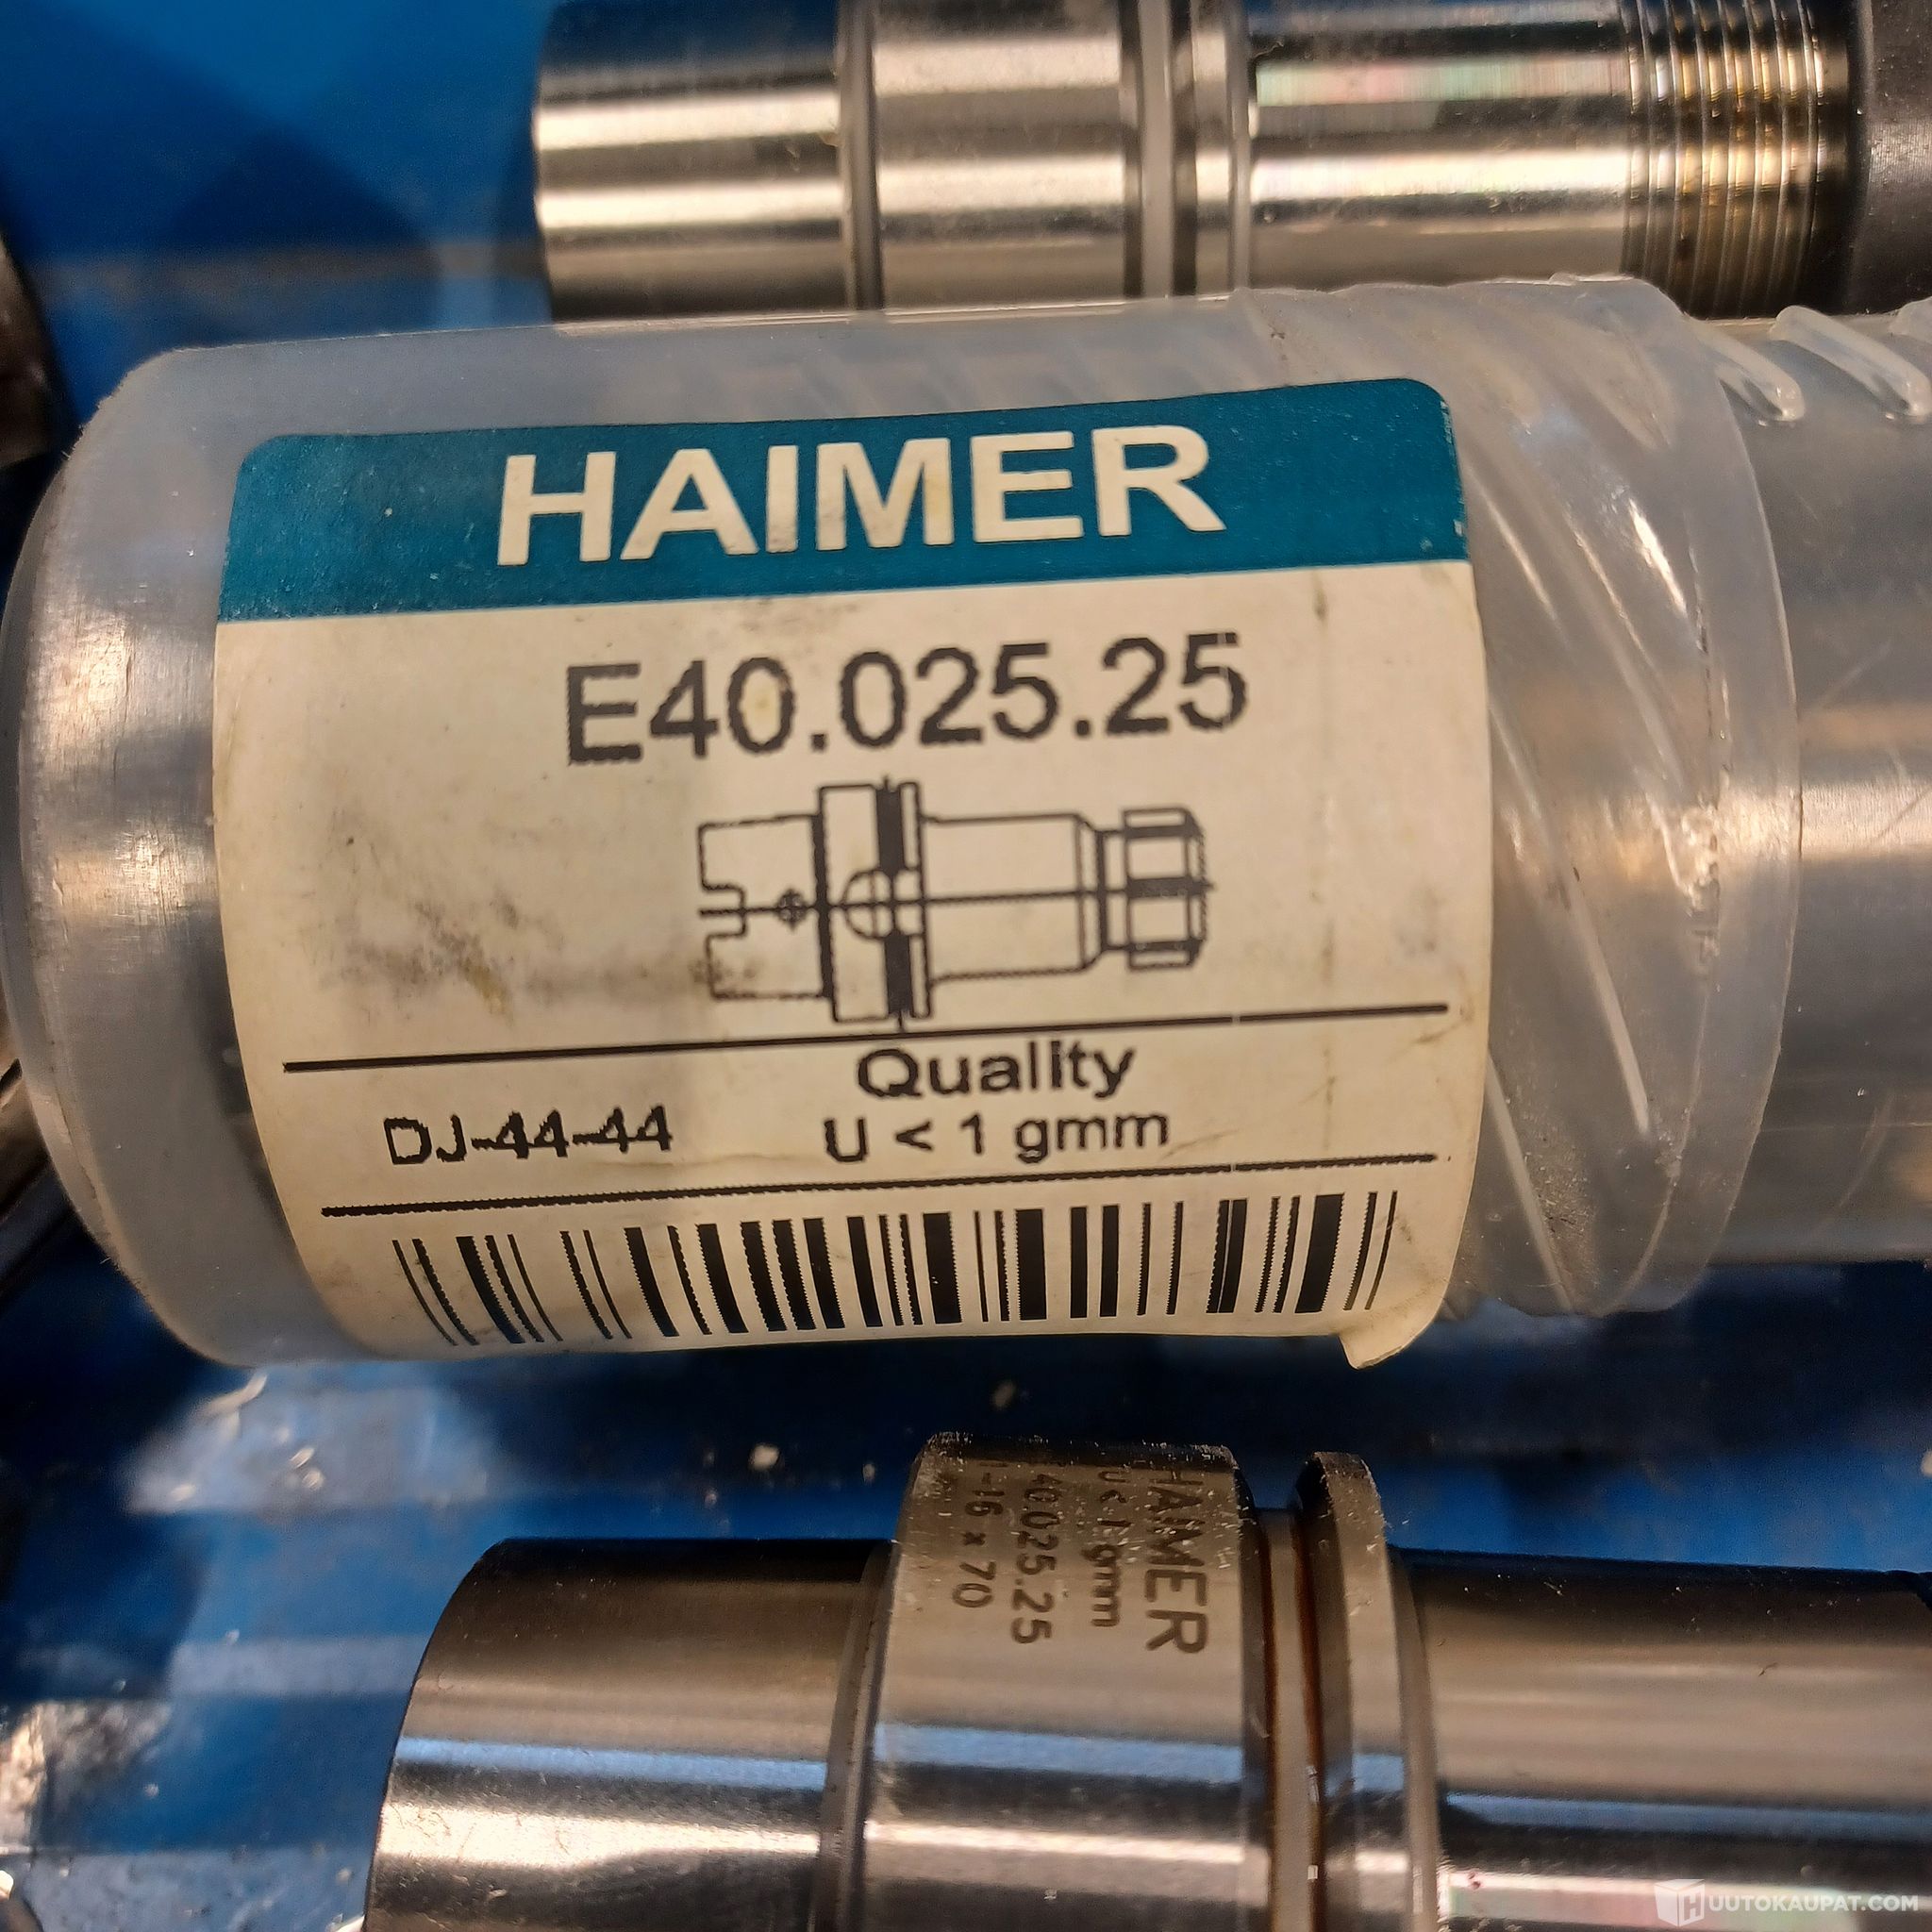 HAIMER
E40.025.25
Quality
DJ-44-44 U < 1 gmm
HAIMER
U < 1 gmm
40.025.25
1-16 x 70
HUUTOKAUPAT.COM